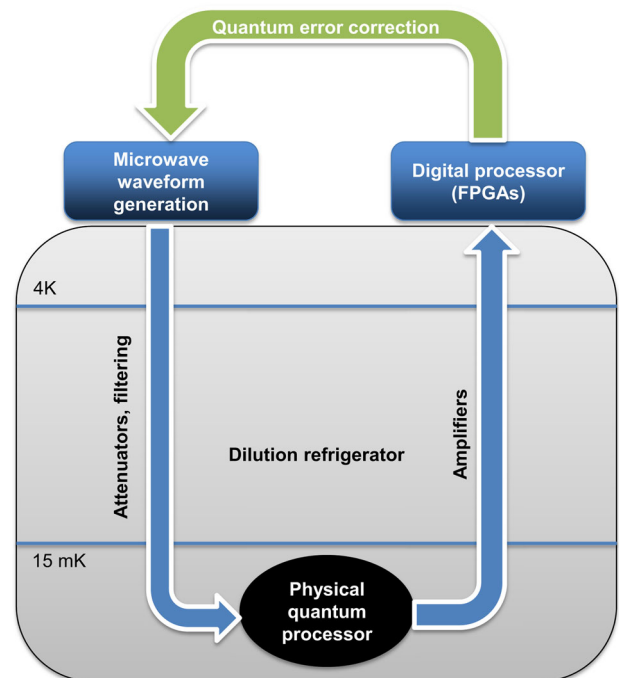 Quantum error correction
Microwave
waveform
generation
Digital processor
(FPGAs)
4K
Attenuators, filtering
Dilution refrigerator
Amplifiers
15 mK
Physical
quantum
processor